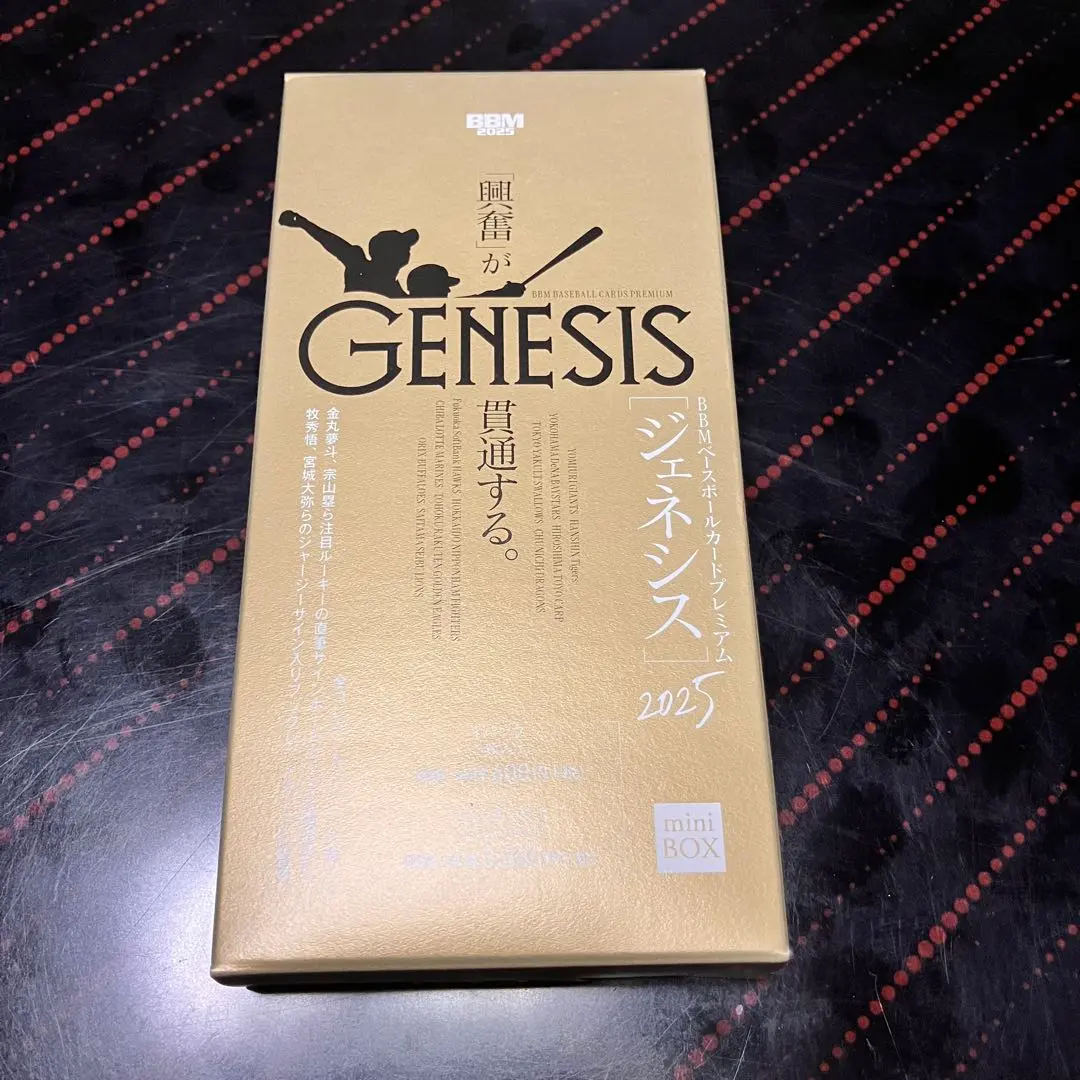 BBM
2025
「興奮」が
BBM BASEBALL CARDS PREMIUM
GENESIS
貫通する。
BBMベースボールカードプレミアム
[ジェネシス]
2025
YOMIURI GIANTS HANSHIN Tigers
YOKOHAMA DeNA BAYSTARS HIROSHIMA TOYO CARP
TOKYO YAKULT SWALLOWS CHUNICHI DRAGONS
Fukuoka SoftBank HAWKS HOKKAIDO NIPPONHAM FIGHTERS
CHIBA LOTTE MARINES TOHOKU RAKUTEN GOLDEN EAGLES
ORIX BUFFALOES SAITAMA SEIBU LIONS
金丸夢斗、宗山塁ら注目ルーキーの直筆サイン
牧秀悟、宮城大弥らのジャージーサイン入り
mini
BOX